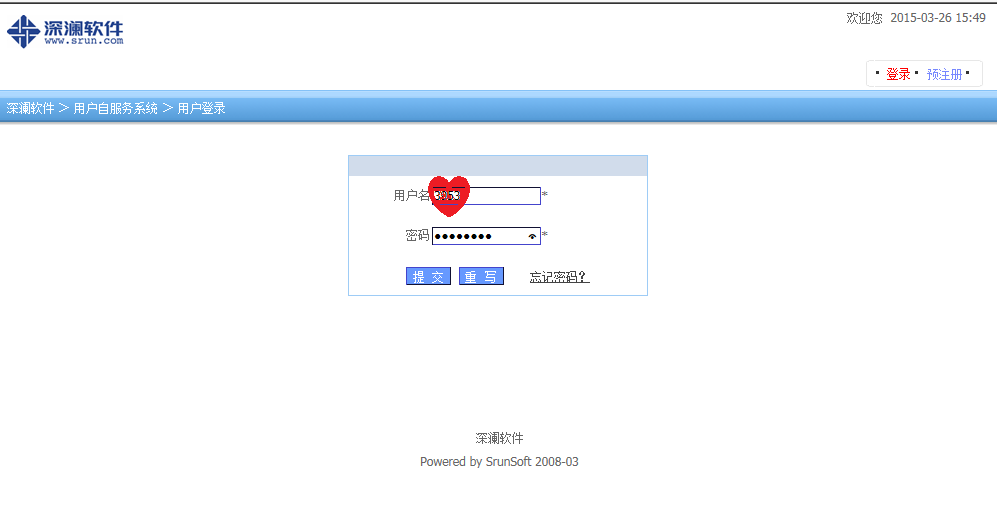 深澜软件
www.srun.com
欢迎您 2015-03-26 15:49
登录 预注册
深澜软件 > 用户自服务系统 > 用户登录
用户名 *
密码 ●●●●●●●● *
提 交 重 写 忘记密码?
深澜软件
Powered by SrunSoft 2008-03